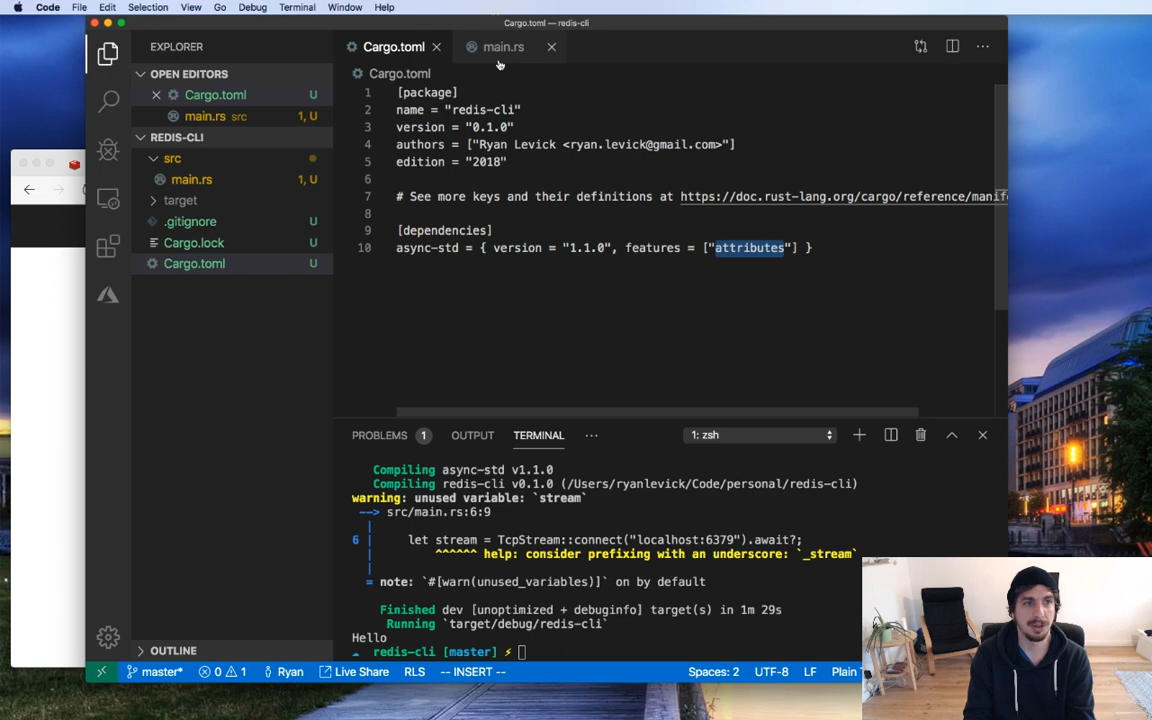 Code File Edit Selection View Go Debug Terminal Window Help
Cargo.toml — redis-cli
EXPLORER
OPEN EDITORS
Cargo.toml U
main.rs src 1, U
REDIS-CLI
src
main.rs 1, U
target
.gitignore U
Cargo.lock U
Cargo.toml U
OUTLINE
Cargo.toml main.rs
Cargo.toml
1 [package]
2 name = "redis-cli"
3 version = "0.1.0"
4 authors = ["Ryan Levick <ryan.levick@gmail.com>"]
5 edition = "2018"
6
7 # See more keys and their definitions at https://doc.rust-lang.org/cargo/reference/manif
8
9 [dependencies]
10 async-std = { version = "1.1.0", features = ["attributes"] }
PROBLEMS 1 OUTPUT TERMINAL 1: zsh
Compiling async-std v1.1.0
Compiling redis-cli v0.1.0 (/Users/ryanlevick/Code/personal/redis-cli)
warning: unused variable: `stream`
--> src/main.rs:6:9
|
6 | let stream = TcpStream::connect("localhost:6379").await?;
| ^^^^^^ help: consider prefixing with an underscore: `_stream`
|
= note: `#[warn(unused_variables)]` on by default
Finished dev [unoptimized + debuginfo] target(s) in 1m 29s
Running `target/debug/redis-cli`
Hello
redis-cli [master] ⚡
master* 0 1 Ryan Live Share RLS -- INSERT -- Spaces: 2 UTF-8 LF Plain